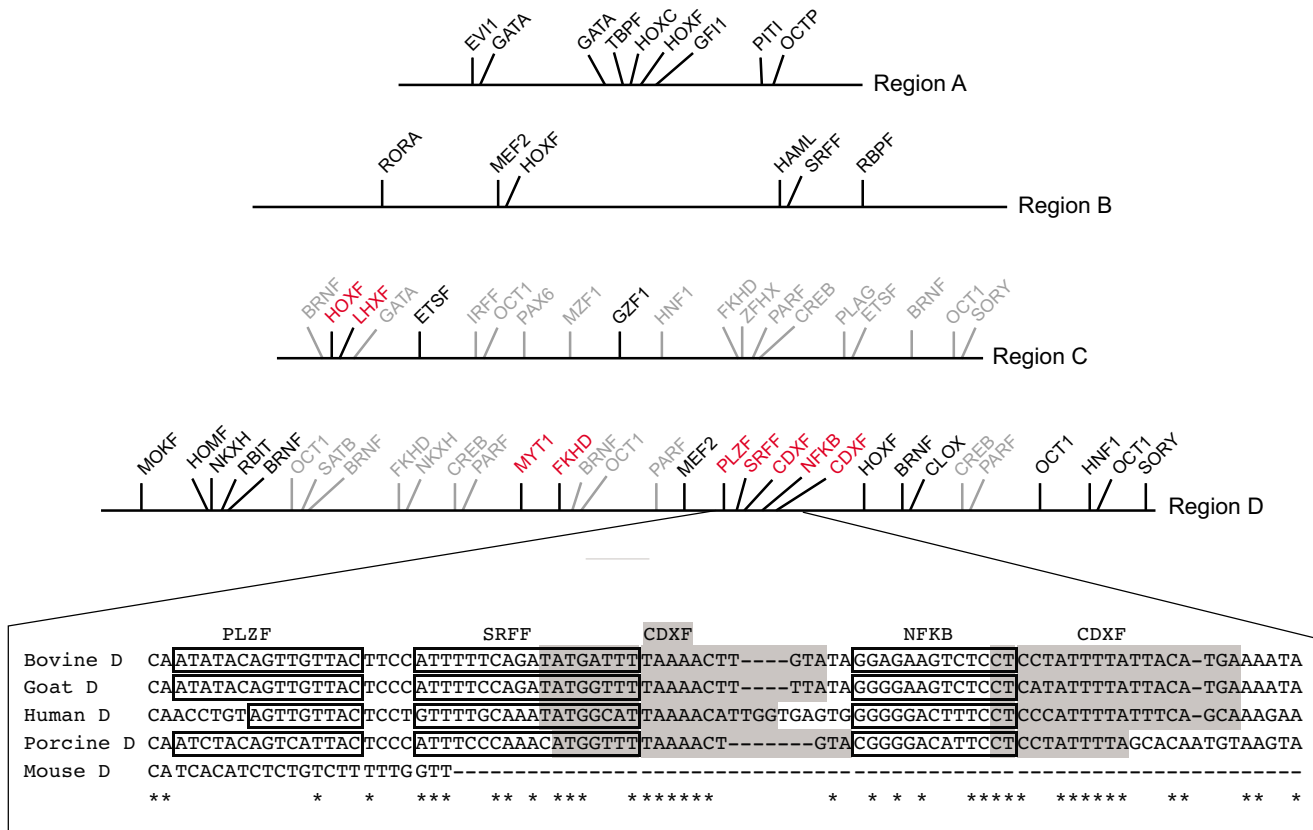 EVI1 GATA GATA TBPF HOXC HOXF GFI1 PITI OCTP
Region A
RORA MEF2 HOXF HAML SRFF RBPF
Region B
BRNF HOXF LHXF GATA ETSF IRFF OCT1 PAX6 MZF1 GZF1 HNF1 FKHD ZFHX PARF CREB PLAG ETSF BRNF OCT1 SORY
Region C
MOKF HOMF NKXH RBIT BRNF OCT1 SATB BRNF FKHD NKXH CREB PARF MYT1 FKHD BRNF OCT1 PARF MEF2 PLZF SRFF CDXF NFKB CDXF HOXF BRNF CLOX CREB PARF OCT1 HNF1 OCT1 SORY
Region D
PLZF SRFF CDXF NFKB CDXF
Bovine D CAATATACAGTTGTTACTTCCATTTTTCAGATATGATTTTAAAACTT----GTATAGGAGAAGTCTCCTCCTATTTTATTACA-TGAAAATA
Goat D CAATATACAGTTGTTACTCCCATTTTCCAGATATGGTTTTAAAACTT----TTATAGGGGAAGTCTCCTCATATTTTATTACA-TGAAAATA
Human D CAACCTGTAGTTGTTACTCCTGTTTTGCAAATATGGCATTAAAACATTGGTGAGTGGGGGGACTTTCCTCCCATTTTATTTCA-GCAAAGAA
Porcine D CAATCTACAGTCATTACTCCCATTTCCCAAACATGGTTTTAAAACT-------GTACGGGGACATTCCTCCTATTTTAGCACAATGTAAGTA
Mouse D CATCACATCTCTGTCTTTTTGGTT--------------------------------------------------------------------
** * * *** ** * *** ******* * * * * ***** ****** ** ** *